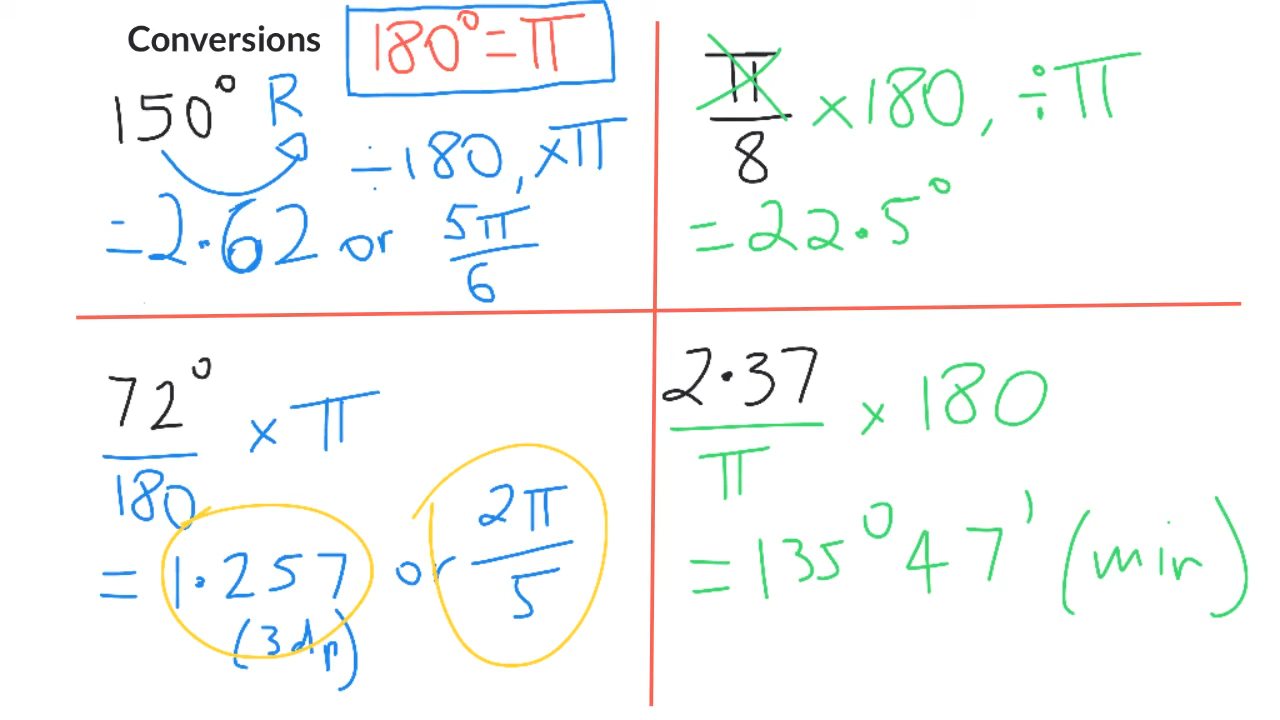 Conversions 180° = π
150° R
÷180, ×π
= 2.62 or 5π/6
π/8 ×180, ÷π
= 22.5°
72°/180 × π
= 1.257 or 2π/5
(3dp)
2.37/π × 180
= 135°47' (min)